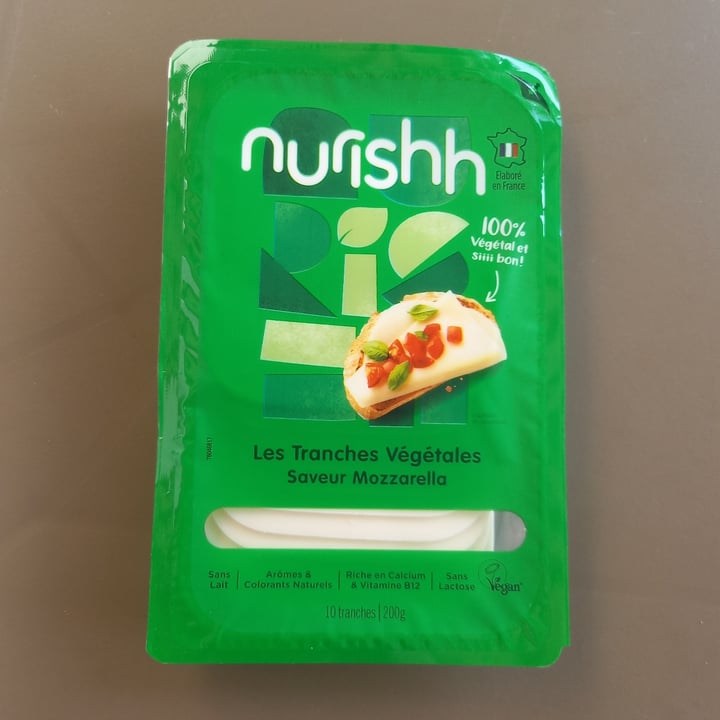 nurishh
Élaboré
en France
100%
Végétal et
siiii bon!
Les Tranches Végétales
Saveur Mozzarella
Sans
Lait
Arômes &
Colorants Naturels
Riche en Calcium
& Vitamine B12
Sans
Lactose
Vegan
10 tranches | 200g